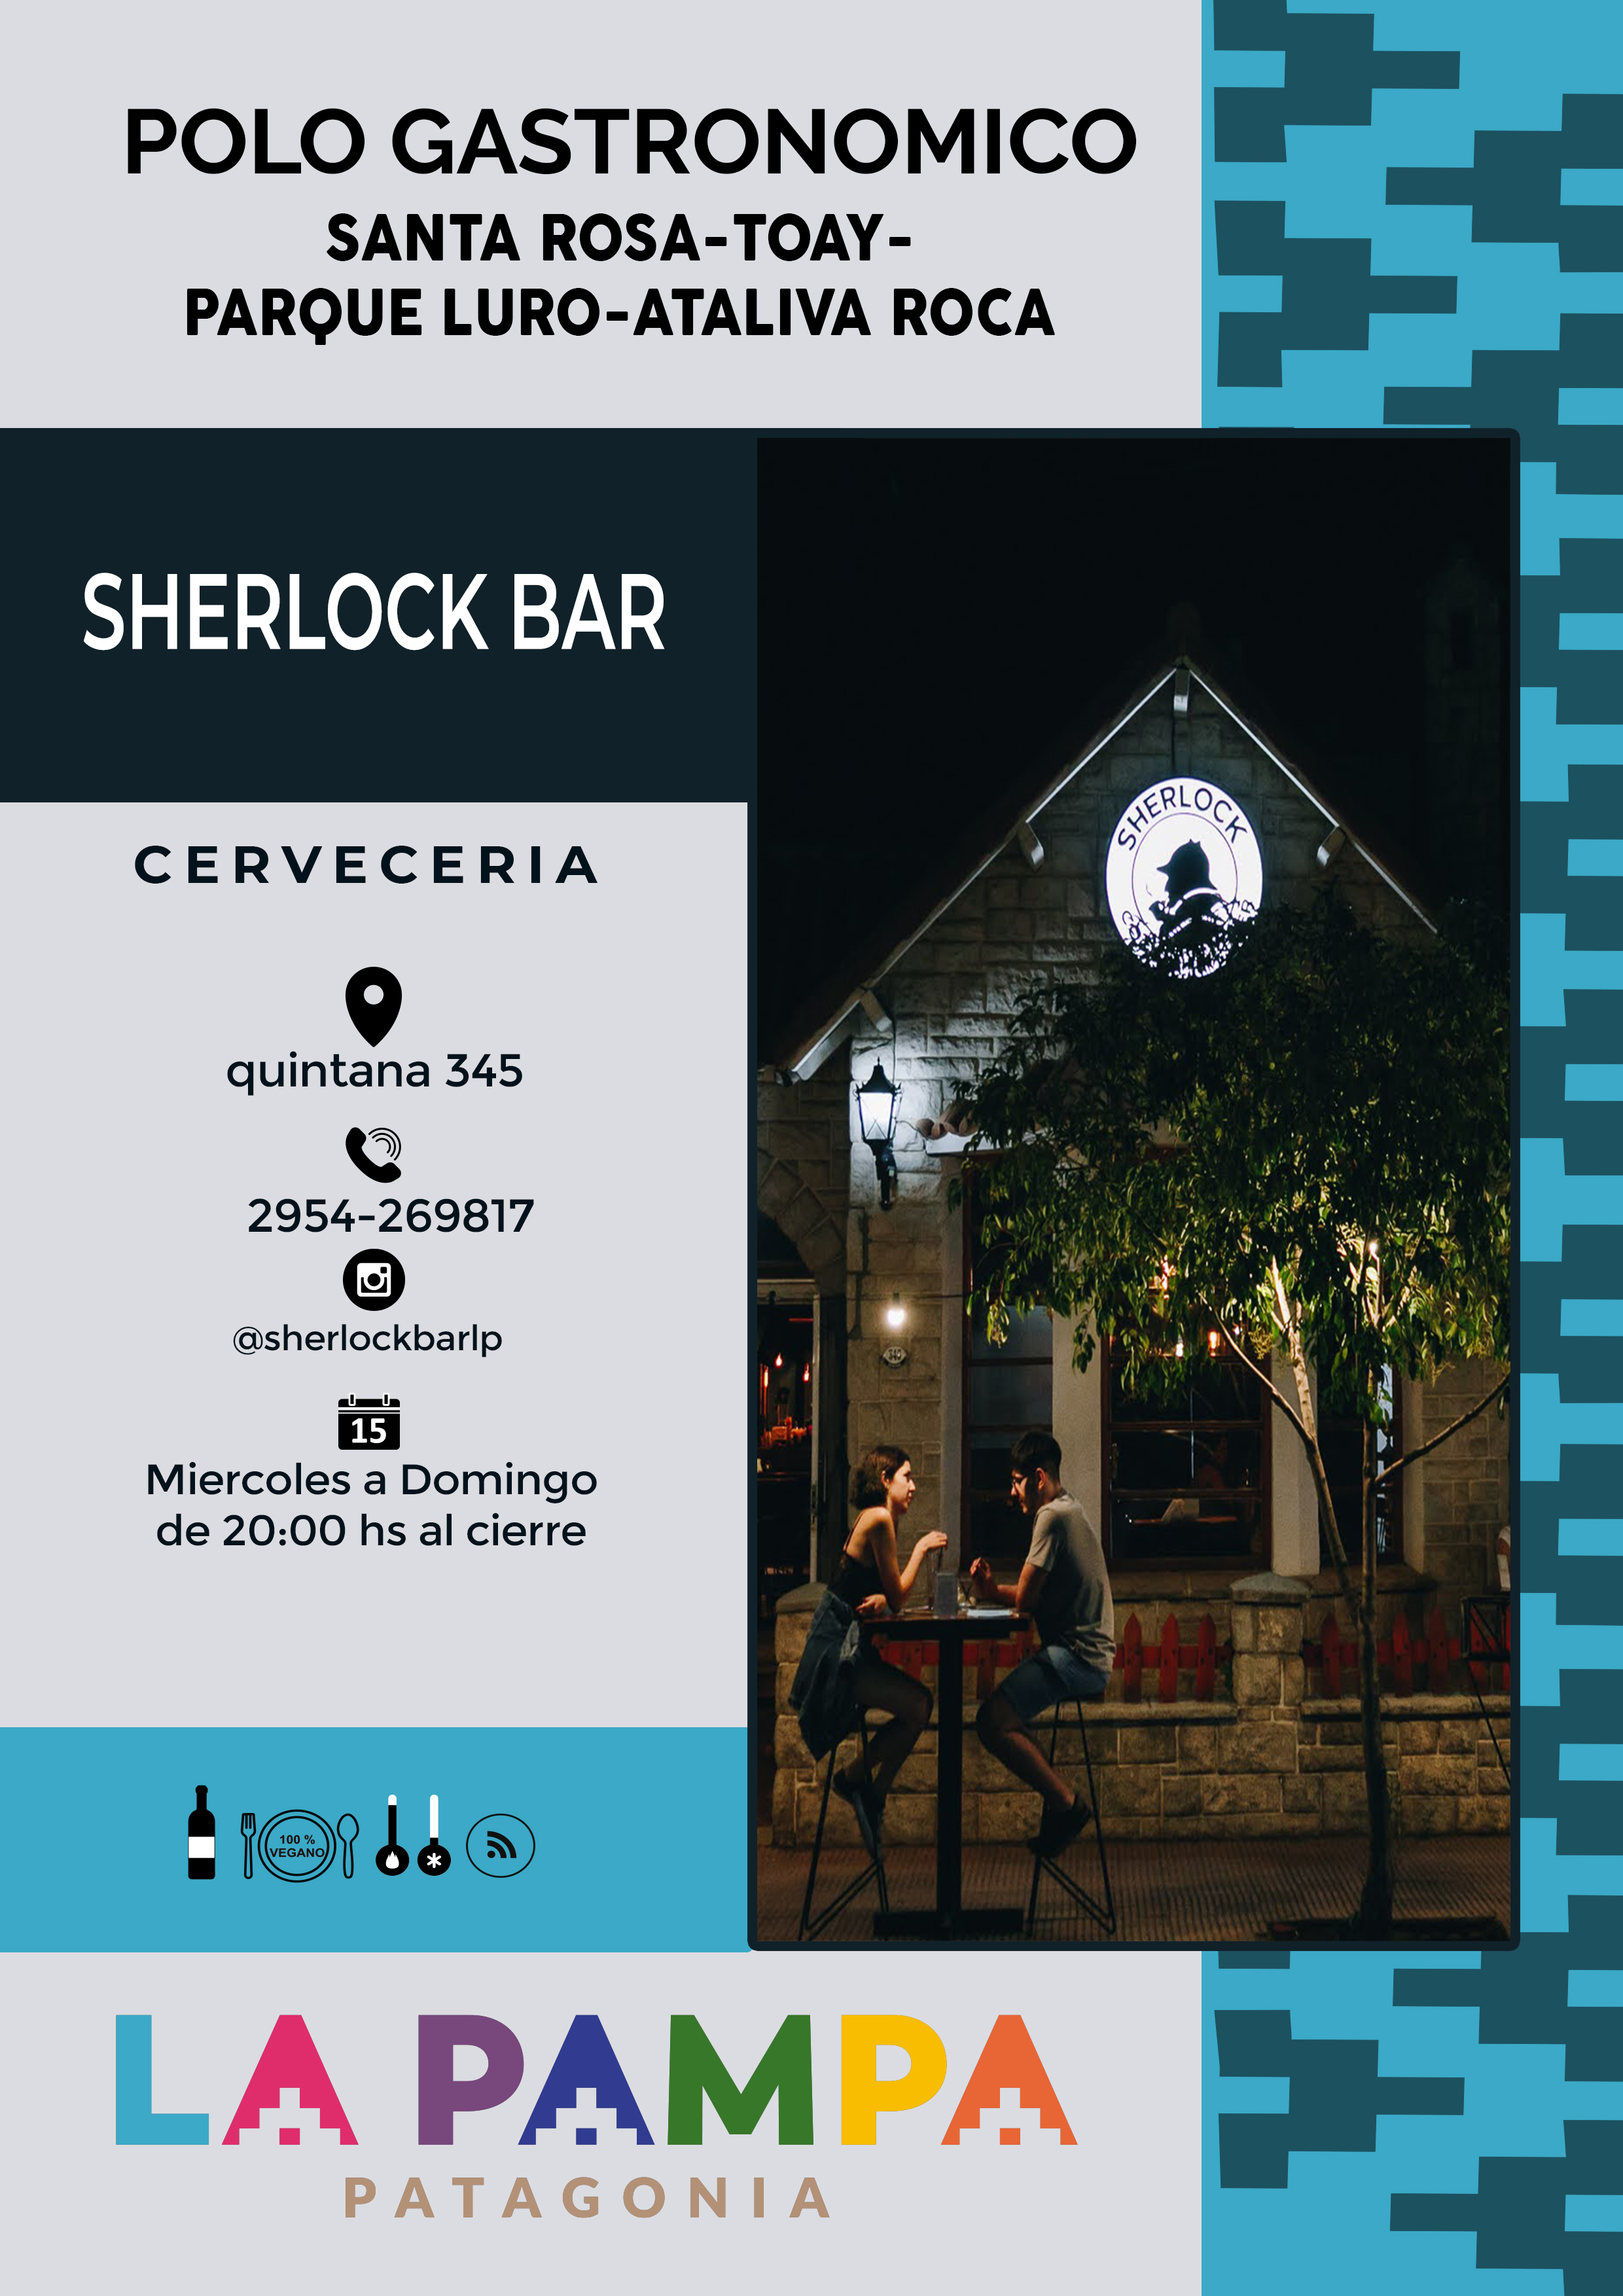 POLO GASTRONOMICO
SANTA ROSA-TOAY-
PARQUE LURO-ATALIVA ROCA
SHERLOCK BAR
SHERLOCK
CERVECERIA
quintana 345
2954-269817
@sherlockbarlp
15
Miercoles a Domingo
de 20:00 hs al cierre
100 %
VEGANO
LA PAMPA
PATAGONIA